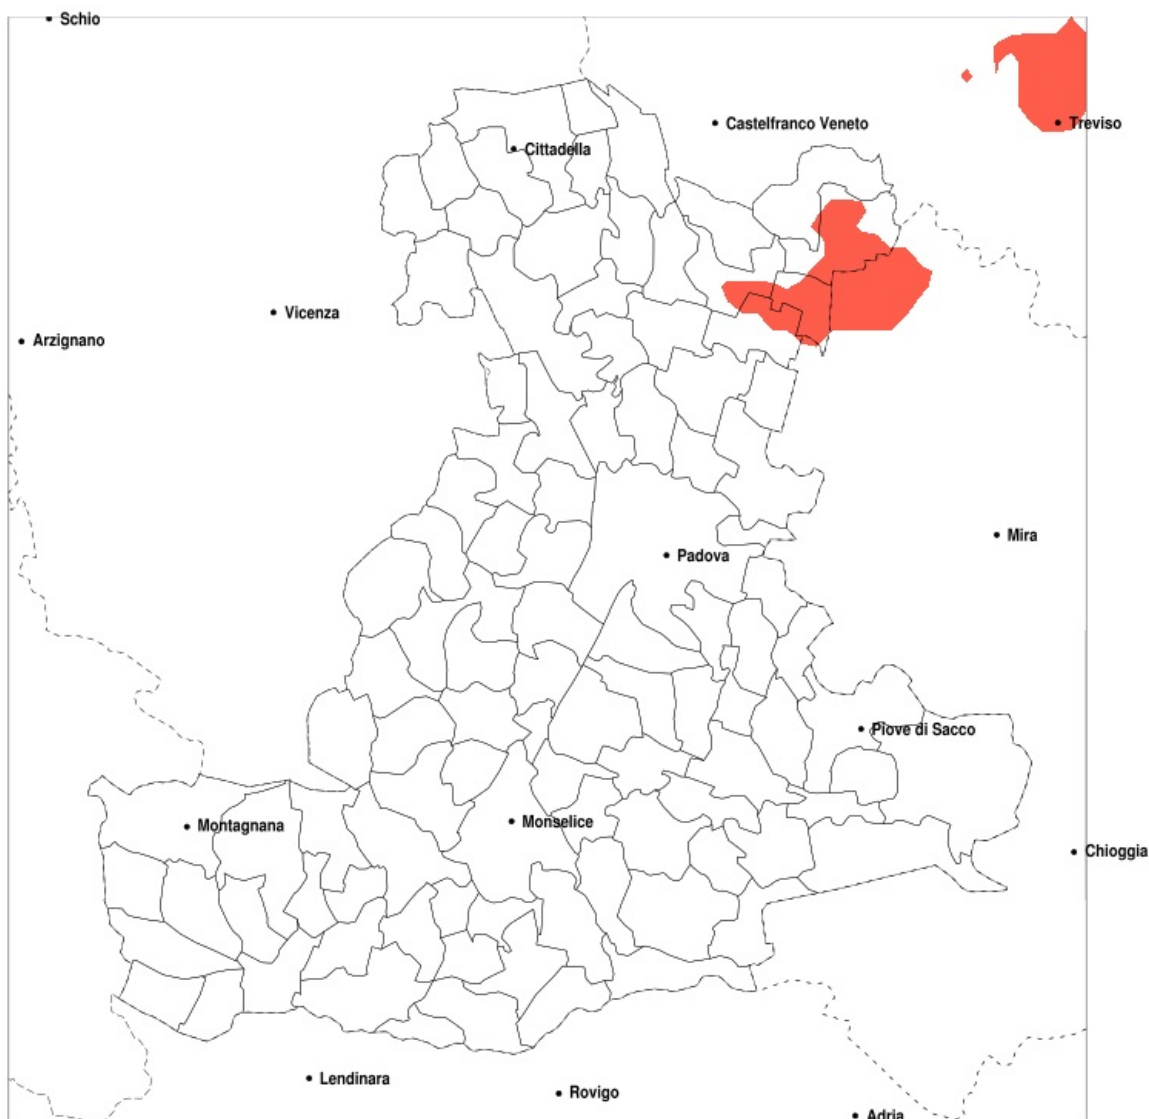 Schio
Castelfranco Veneto
Treviso
Cittadella
Vicenza
Arzignano
Mira
Padova
Piove di Sacco
Montagnana
Monselice
Chioggia
Lendinara
Rovigo
Adria